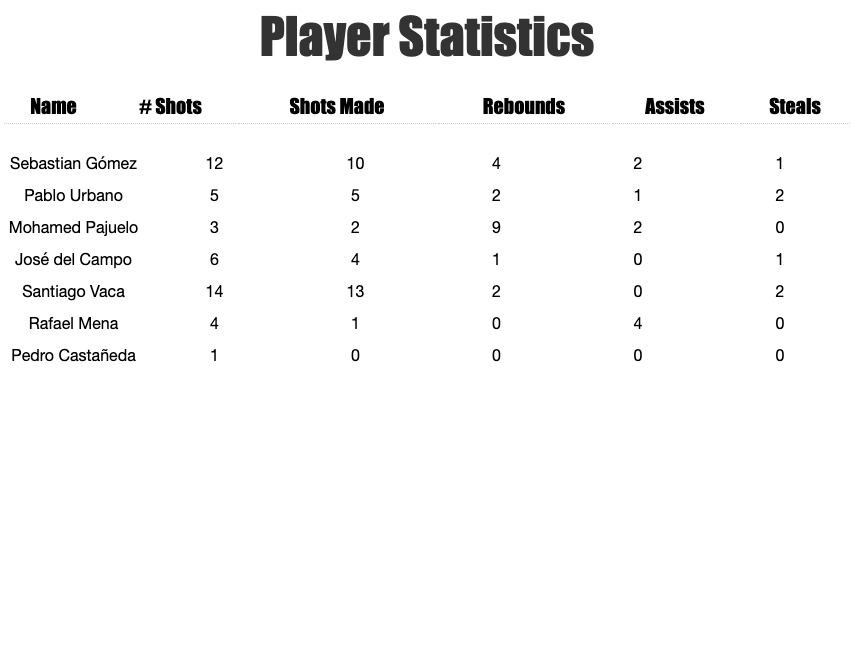 Player Statistics
Name # Shots Shots Made Rebounds Assists Steals
Sebastian Gómez 12 10 4 2 1
Pablo Urbano 5 5 2 1 2
Mohamed Pajuelo 3 2 9 2 0
José del Campo 6 4 1 0 1
Santiago Vaca 14 13 2 0 2
Rafael Mena 4 1 0 4 0
Pedro Castañeda 1 0 0 0 0